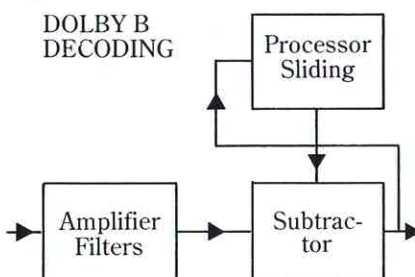 DOLBY B
DECODING
Processor
Sliding
Amplifier
Filters
Subtrac-
tor